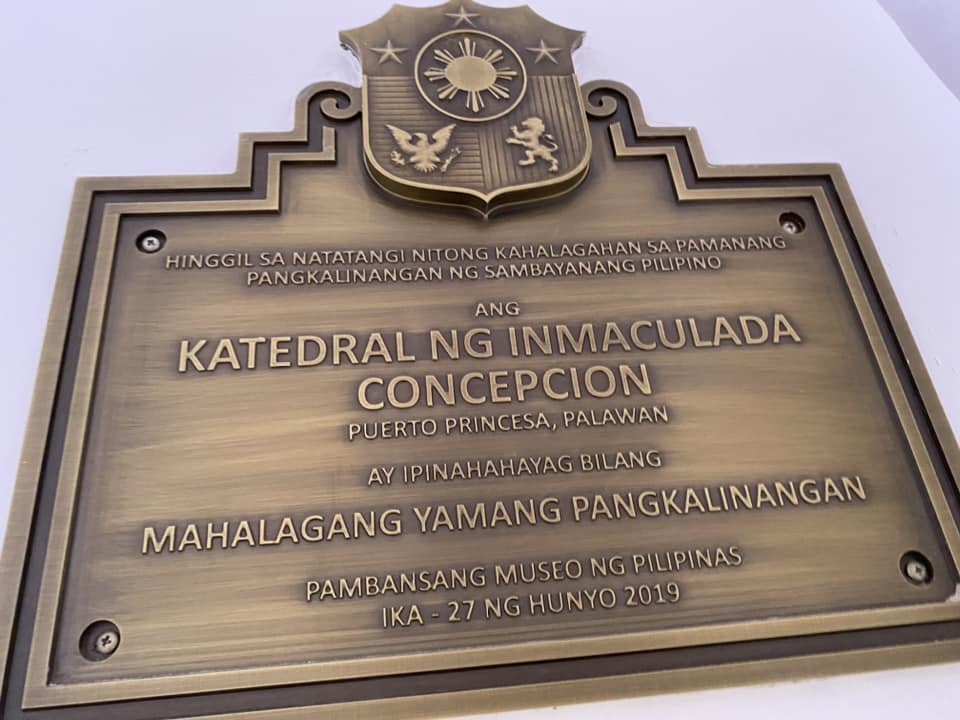 HINGGIL SA NATATANGI NITONG KAHALAGAHAN SA PAMANANG
PANGKALINANGAN NG SAMBAYANANG PILIPINO
ANG
KATEDRAL NG INMACULADA
CONCEPCION
PUERTO PRINCESA, PALAWAN
AY IPINAHAHAYAG BILANG
MAHALAGANG YAMANG PANGKALINANGAN
PAMBANSANG MUSEO NG PILIPINAS
IKA - 27 NG HUNYO 2019